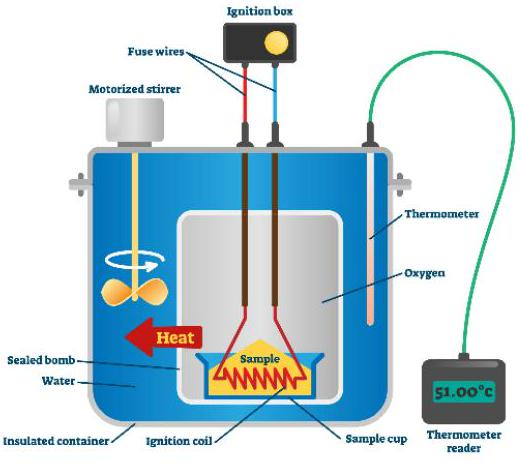 Ignition box
Fuse wires
Motorized stirrer
Thermometer
Oxygen
Heat
Sample
Sealed bomb
Water
51.00°c
Insulated container
Ignition coil
Sample cup
Thermometer
reader